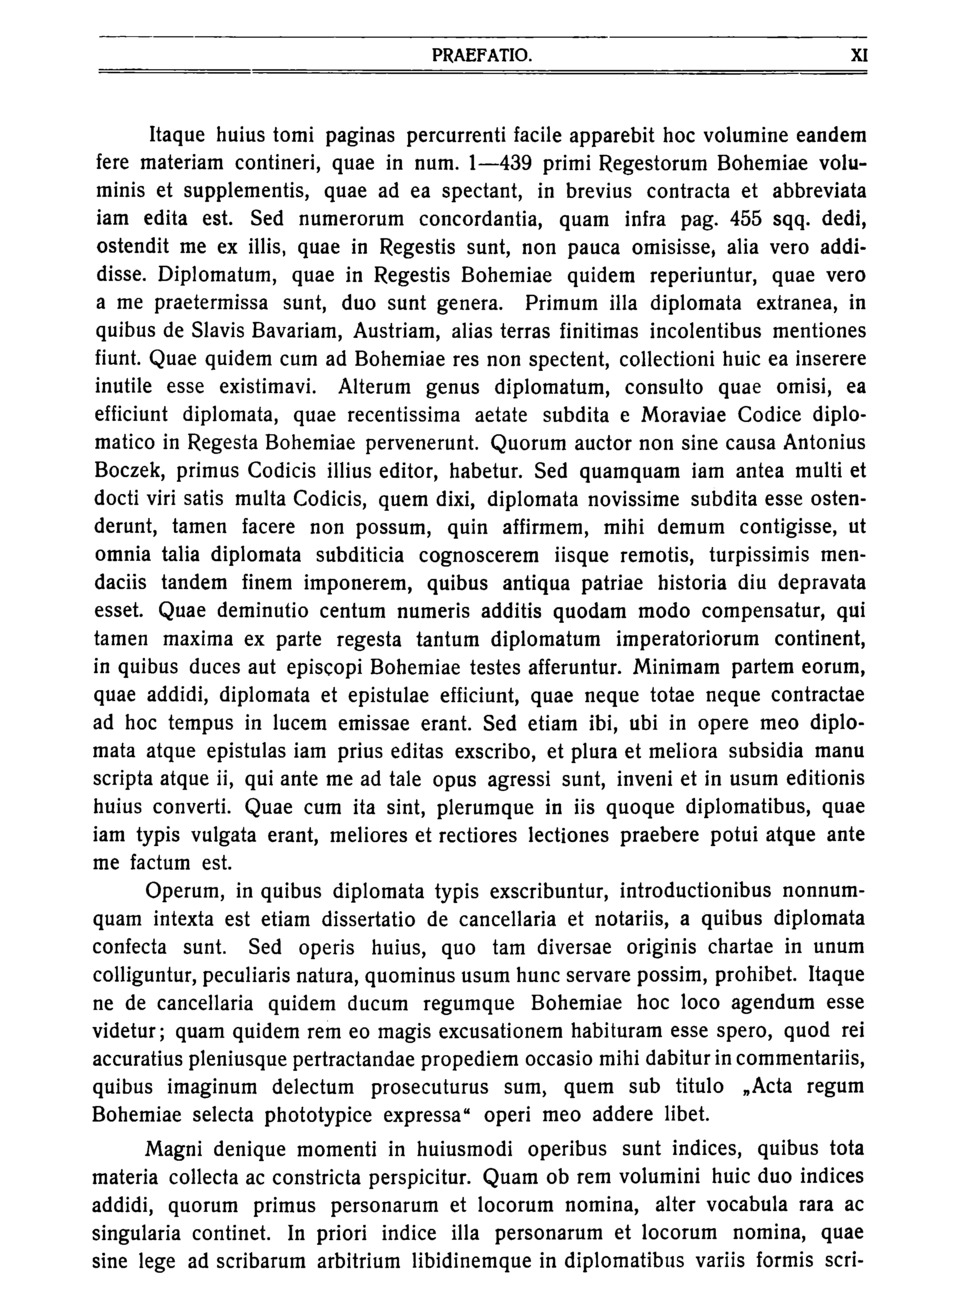 PRAEFATIO. XI
Itaque huius tomi paginas percurrenti facile apparebit hoc volumine eandem
fere materiam contineri, quae in num. 1—439 primi Regestorum Bohemiae volu-
minis et supplementis, quae ad ea spectant, in brevius contracta et abbreviata
iam edita est. Sed numerorum concordantia, quam infra pag. 455 sqq. dedi,
ostendit me ex illis, quae in Regestis sunt, non pauca omisisse, alia vero addi-
disse. Diplomatum, quae in Regestis Bohemiae quidem reperiuntur, quae vero
a me praetermissa sunt, duo sunt genera. Primum illa diplomata extranea, in
quibus de Slavis Bavariam, Austriam, alias terras finitimas incolentibus mentiones
fiunt. Quae quidem cum ad Bohemiae res non spectent, collectioni huic ea inserere
inutile esse existimavi. Alterum genus diplomatum, consulto quae omisi, ea
efficiunt diplomata, quae recentissima aetate subdita e Moraviae Codice diplo-
matico in Regesta Bohemiae pervenerunt. Quorum auctor non sine causa Antonius
Boczek, primus Codicis illius editor, habetur. Sed quamquam iam antea multi et
docti viri satis multa Codicis, quem dixi, diplomata novissime subdita esse osten-
derunt, tamen facere non possum, quin affirmem, mihi demum contigisse, ut
omnia talia diplomata subditicia cognoscerem iisque remotis, turpissimis men-
daciis tandem finem imponerem, quibus antiqua patriae historia diu depravata
esset. Quae deminutio centum numeris additis quodam modo compensatur, qui
tamen maxima ex parte regesta tantum diplomatum imperatoriorum continent,
in quibus duces aut episcopi Bohemiae testes afferuntur. Minimam partem eorum,
quae addidi, diplomata et epistulae efficiunt, quae neque totae neque contractae
ad hoc tempus in lucem emissae erant. Sed etiam ibi, ubi in opere meo diplo-
mata atque epistulas iam prius editas exscribo, et plura et meliora subsidia manu
scripta atque ii, qui ante me ad tale opus agressi sunt, inveni et in usum editionis
huius converti. Quae cum ita sint, plerumque in iis quoque diplomatibus, quae
iam typis vulgata erant, meliores et rectiores lectiones praebere potui atque ante
me factum est.
Operum, in quibus diplomata typis exscribuntur, introductionibus nonnum-
quam intexta est etiam dissertatio de cancellaria et notariis, a quibus diplomata
confecta sunt. Sed operis huius, quo tam diversae originis chartae in unum
colliguntur, peculiaris natura, quominus usum hunc servare possim, prohibet. Itaque
ne de cancellaria quidem ducum regumque Bohemiae hoc loco agendum esse
videtur; quam quidem rem eo magis excusationem habituram esse spero, quod rei
accuratius pleniusque pertractandae propediem occasio mihi dabitur in commentariis,
quibus imaginum delectum prosecuturus sum, quem sub titulo „Acta regum
Bohemiae selecta phototypice expressa“ operi meo addere libet.
Magni denique momenti in huiusmodi operibus sunt indices, quibus tota
materia collecta ac constricta perspicitur. Quam ob rem volumini huic duo indices
addidi, quorum primus personarum et locorum nomina, alter vocabula rara ac
singularia continet. In priori indice illa personarum et locorum nomina, quae
sine lege ad scribarum arbitrium libidinemque in diplomatibus variis formis scri-